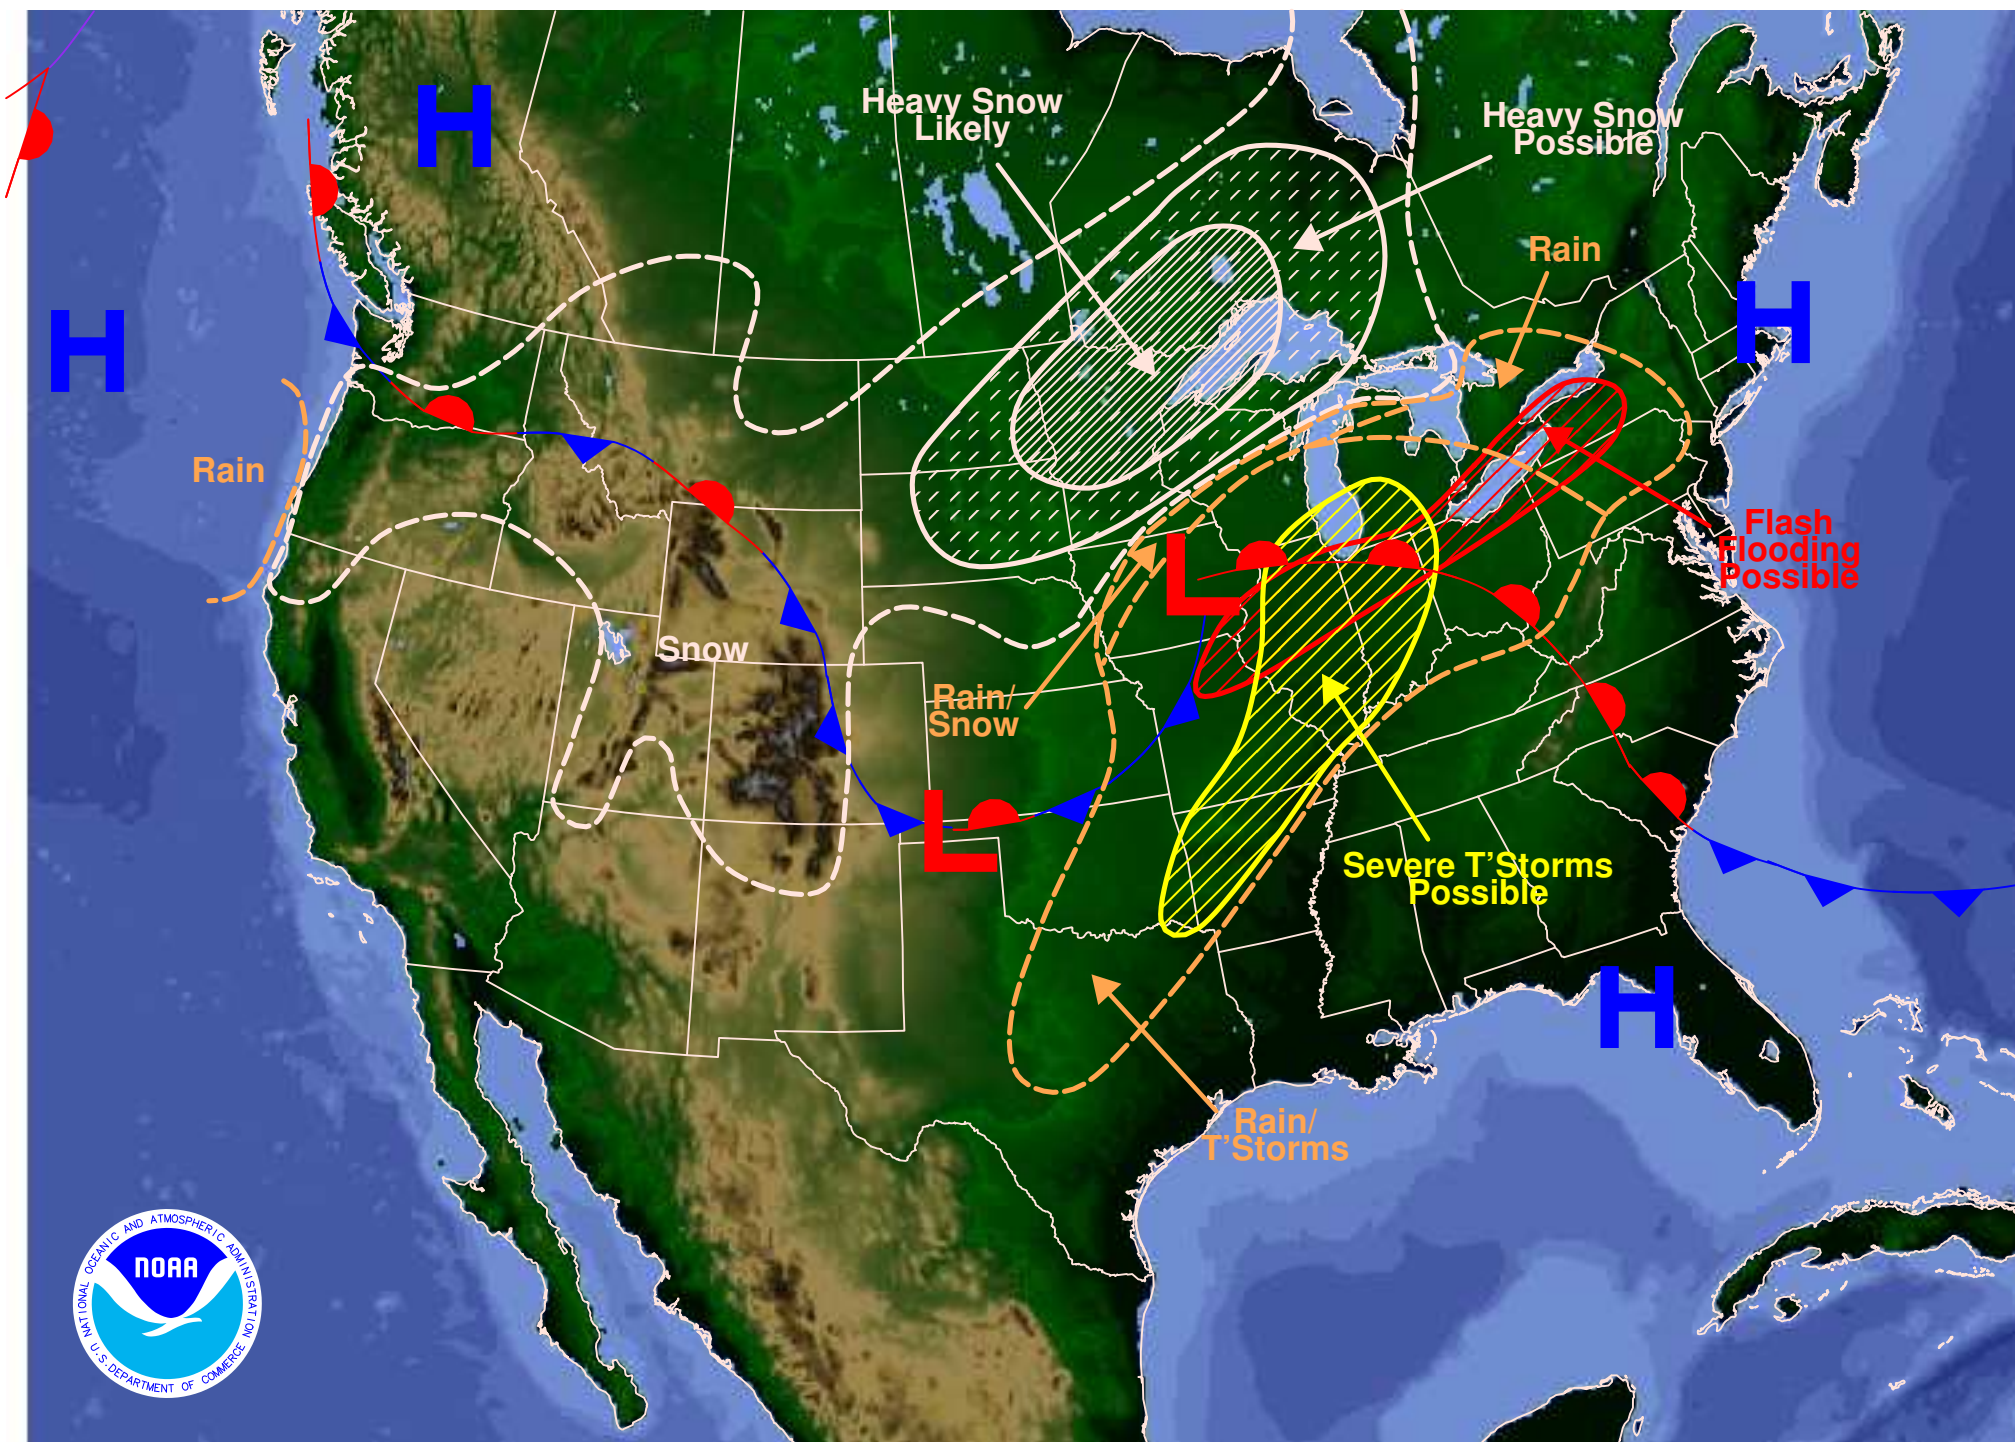 H
Heavy Snow
Likely
Heavy Snow
Possible
Rain
H
H
Rain
Flash
Flooding
Possible
L
Snow
Rain/
Snow
L
Severe T'Storms
Possible
H
Rain/
T'Storms
NATIONAL OCEANIC AND ATMOSPHERIC ADMINISTRATION
NOAA
U.S. DEPARTMENT OF COMMERCE